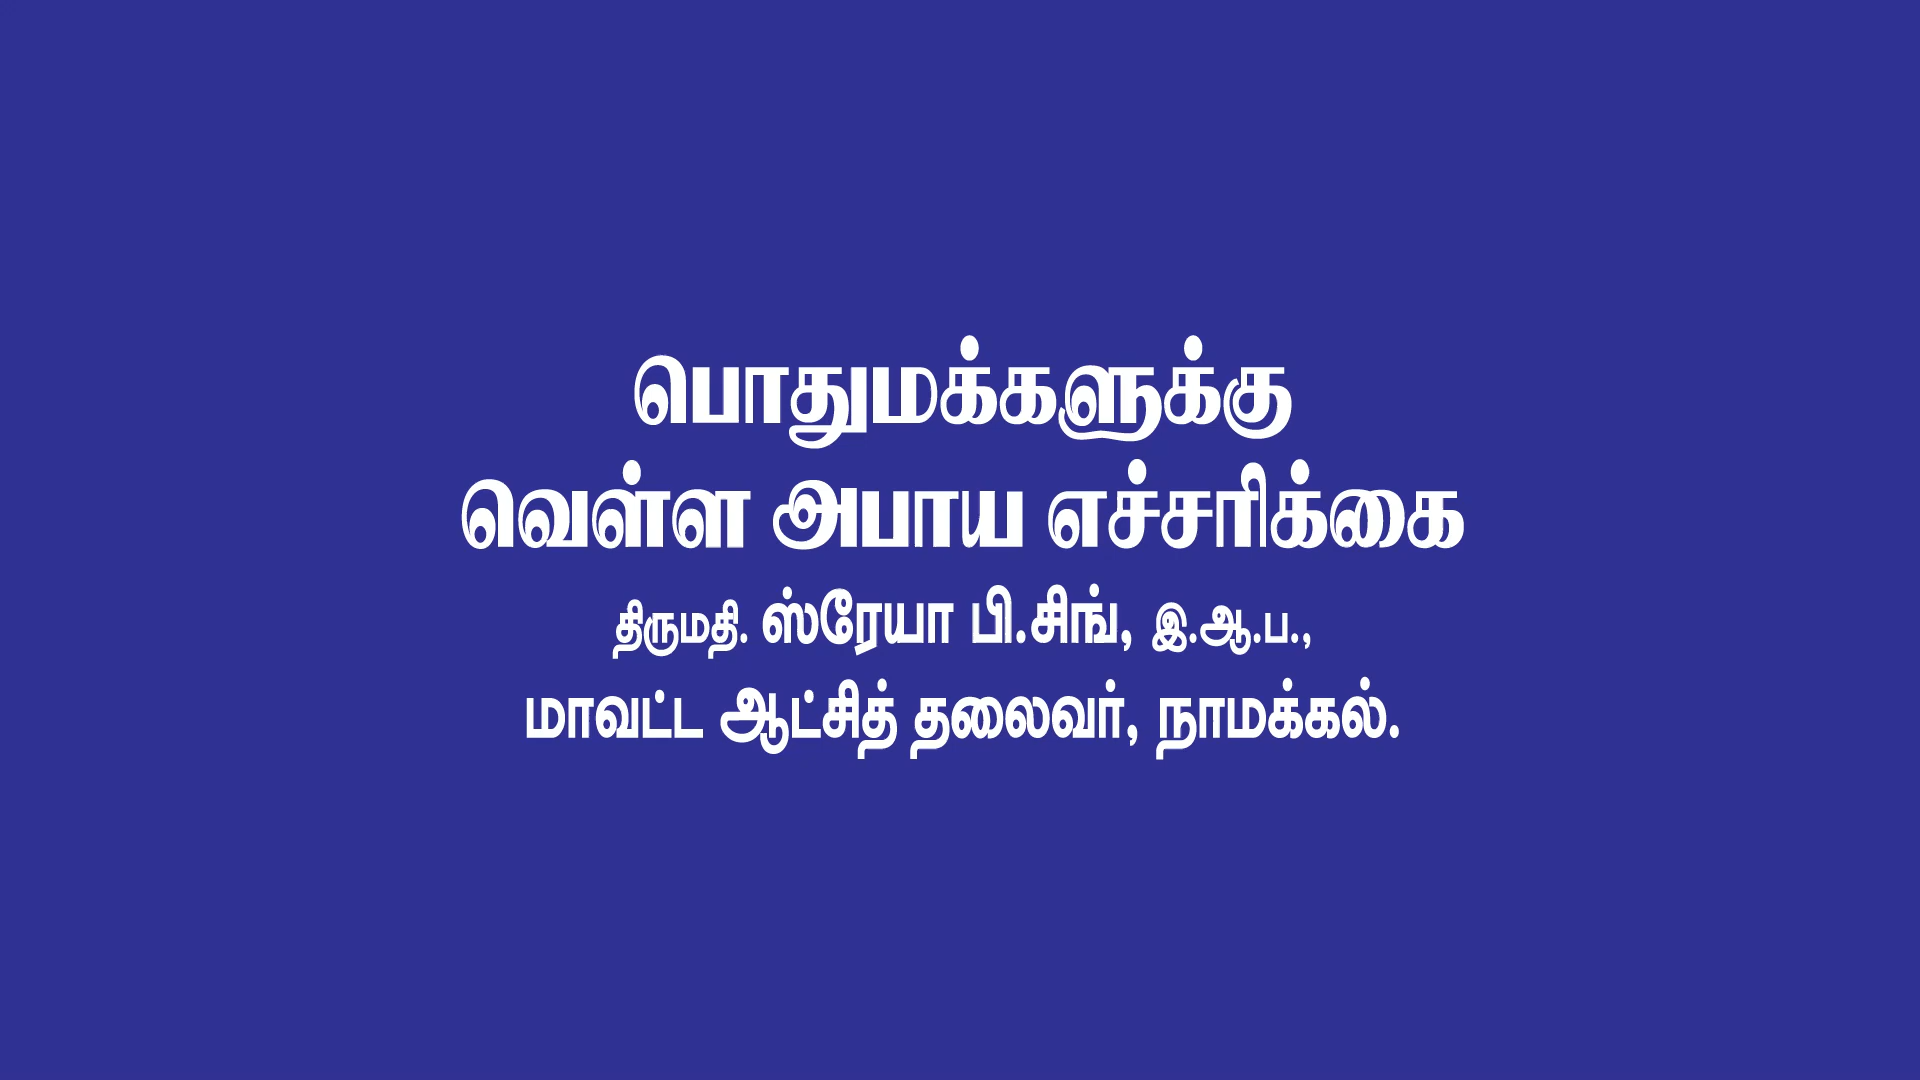 பொதுமக்களுக்கு
வெள்ள அபாய எச்சரிக்கை
திருமதி. ஸ்ரேயா பி.சிங், இ.ஆ.ப.,
மாவட்ட ஆட்சித் தலைவர், நாமக்கல்.